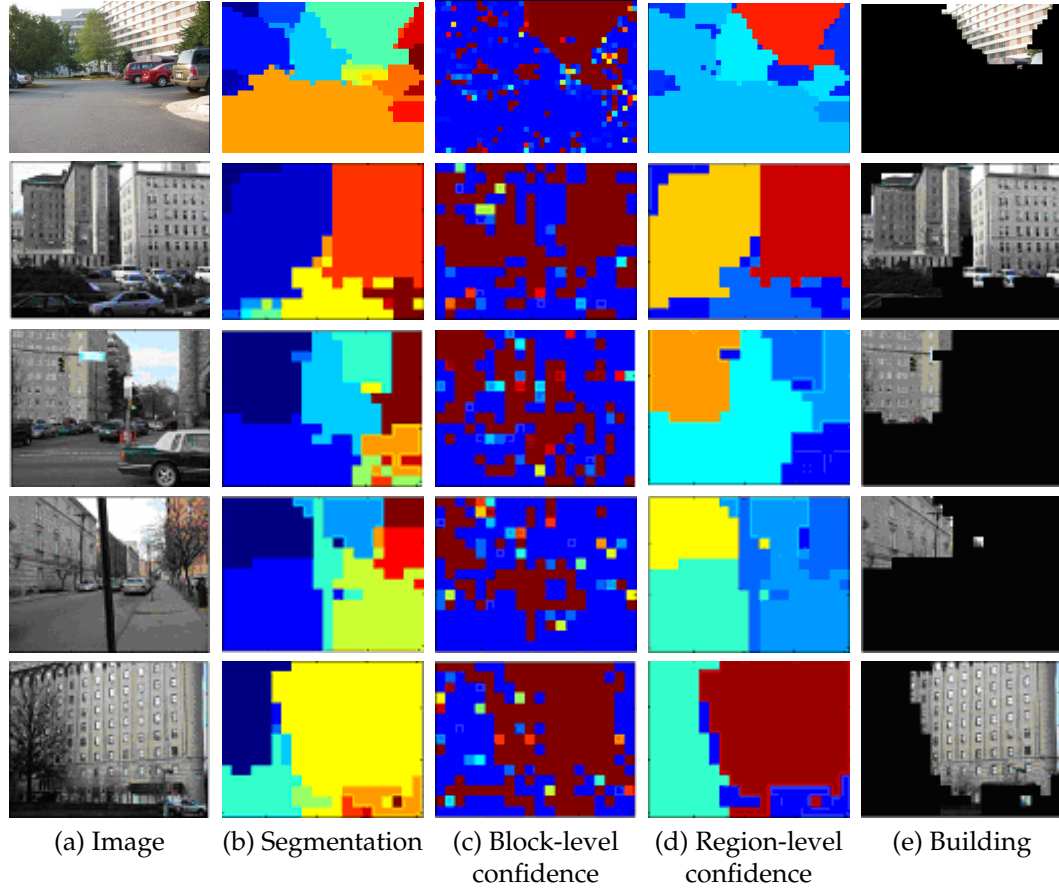 (a) Image
(b) Segmentation
(c) Block-level
confidence
(d) Region-level
confidence
(e) Building